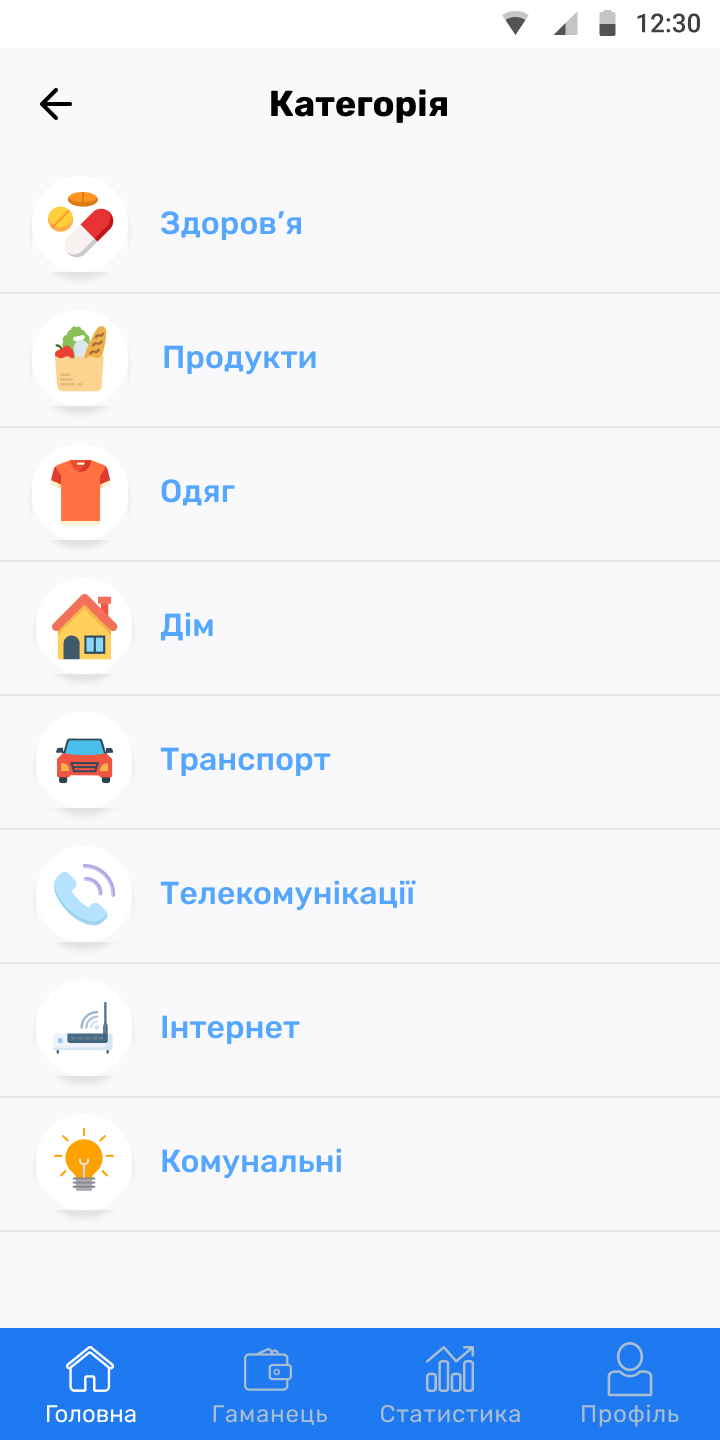 12:30
Категорія
Здоров’я
Продукти
Одяг
Дім
Транспорт
Телекомунікації
Інтернет
Комунальні
Головна
Гаманець
Статистика
Профіль